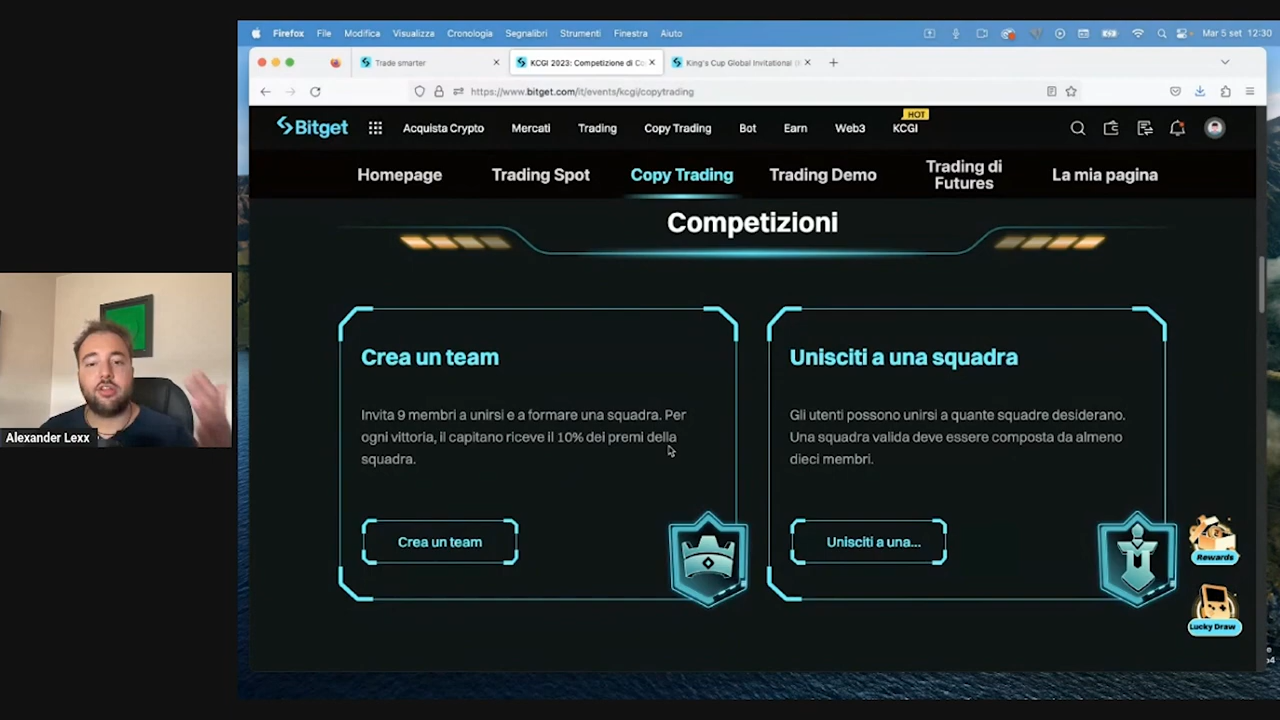 Firefox File Modifica Visualizza Cronologia Segnalibri Strumenti Finestra Aiuto Mar 5 set 12:30
Trade smarter KCGI 2023: Competizione di Co King's Cup Global Invitational (
https://www.bitget.com/it/events/kcgi/copytrading
Bitget Acquista Crypto Mercati Trading Copy Trading Bot Earn Web3 KCGI HOT
Homepage Trading Spot Copy Trading Trading Demo Trading di Futures La mia pagina
Competizioni
Crea un team
Invita 9 membri a unirsi e a formare una squadra. Per
ogni vittoria, il capitano riceve il 10% dei premi della
squadra.
Crea un team
Unisciti a una squadra
Gli utenti possono unirsi a quante squadre desiderano.
Una squadra valida deve essere composta da almeno
dieci membri.
Unisciti a una...
Rewards
Lucky Draw
Alexander Lexx